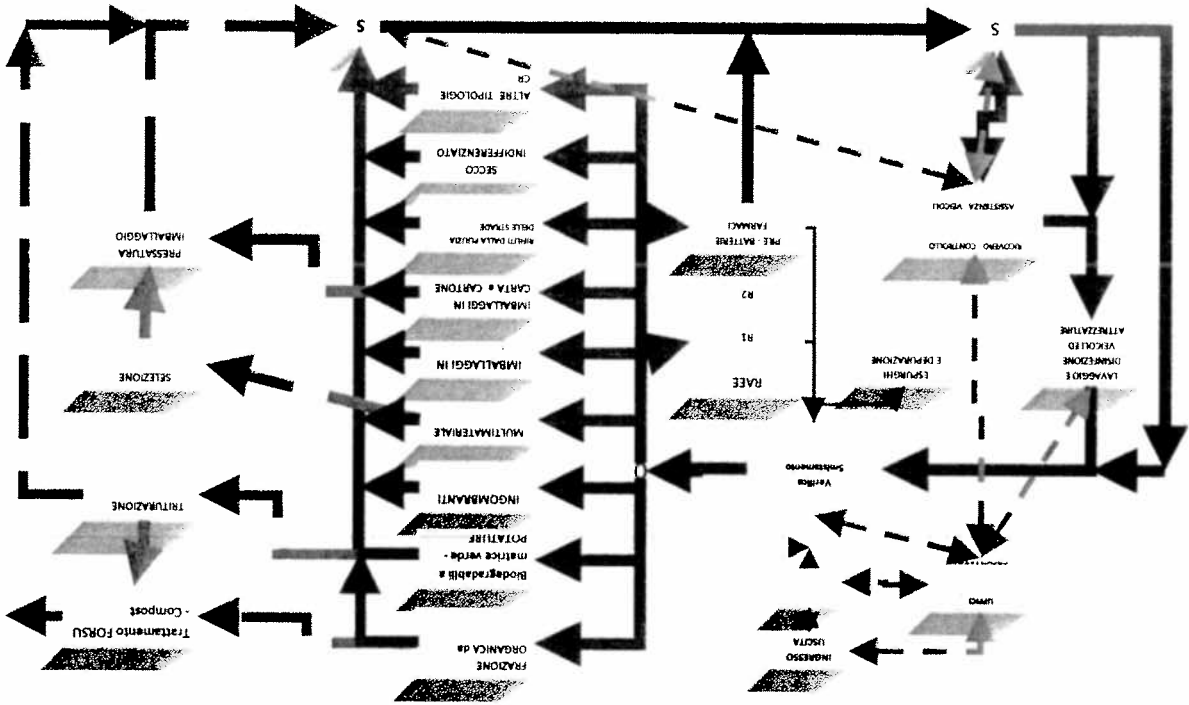 INGRESSO
USCITA
FRAZIONE
ORGANICA da
Trattamento FORSU
- Compost
Biodegradabili a
matrice verde -
POTATURE
TRITURAZIONE
INGOMBRANTI
Verifica
Smistamento
MULTIMATERIALE
SELEZIONE
LAVAGGIO E
DISINFEZIONE
VEICOLI ED
ATTREZZATURE
ESPURGHI
E DEPURAZIONE
RAEE
R1
R2
IMBALLAGGI IN
IMBALLAGGI IN
CARTA e CARTONE
RICOVERO CONTROLLO
PRE - BATTERIE
FARMACI
RIFIUTI DALLA PULIZIA
DELLE STRADE
PRESSATURA
IMBALLAGGIO
ASSISTENZA VEICOLI
SECCO
INDIFFERENZIATO
ALTRE TIPOLOGIE
CR
S
S